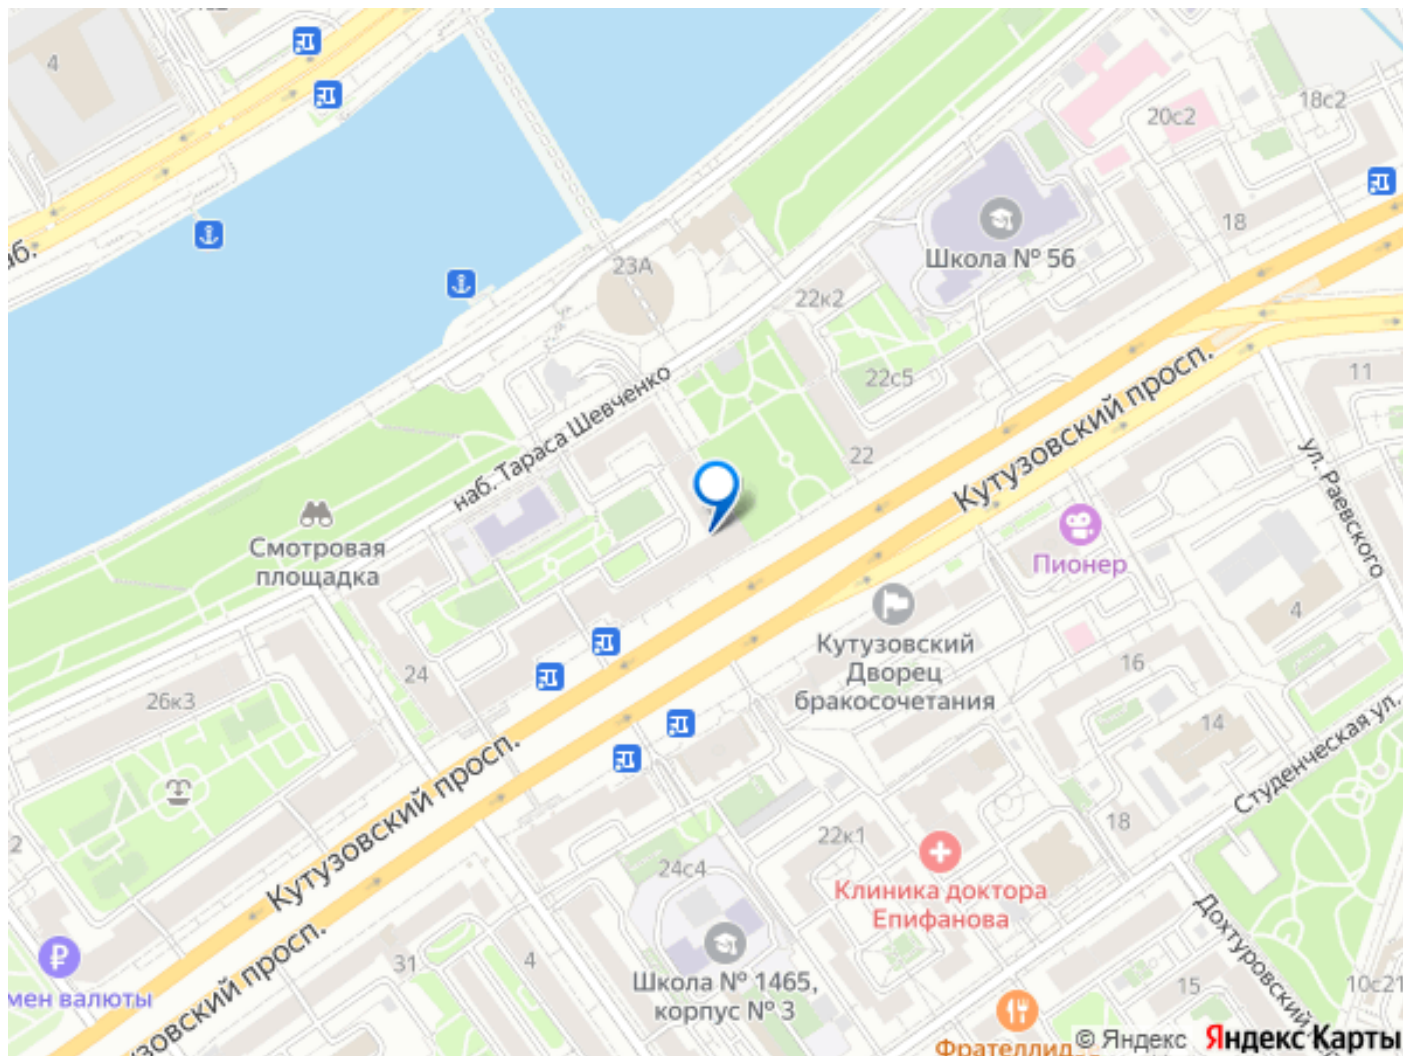 4
20с2
18с2
18
Школа № 56
23А
22к2
22с5
11
наб. Тараса Шевченко
22
Кутузовский просп.
ул. Раевского
Смотровая
площадка
Пионер
4
Кутузовский
Дворец
бракосочетания
16
24
26к3
14
Студенческая ул.
Кутузовский просп.
18
22к1
24с4
Клиника доктора
Епифанова
Дохтуровский
31
4
Школа № 1465,
корпус № 3
мен валюты
15
10с21
узовский просп.
© Яндекс Яндекс Карты